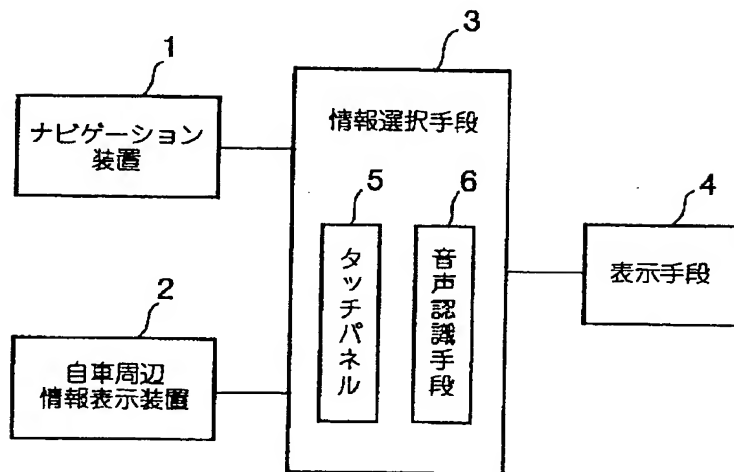 1
ナビゲーション
装置
2
自車周辺
情報表示装置
3
情報選択手段
5
タッチパネル
6
音声認識手段
4
表示手段